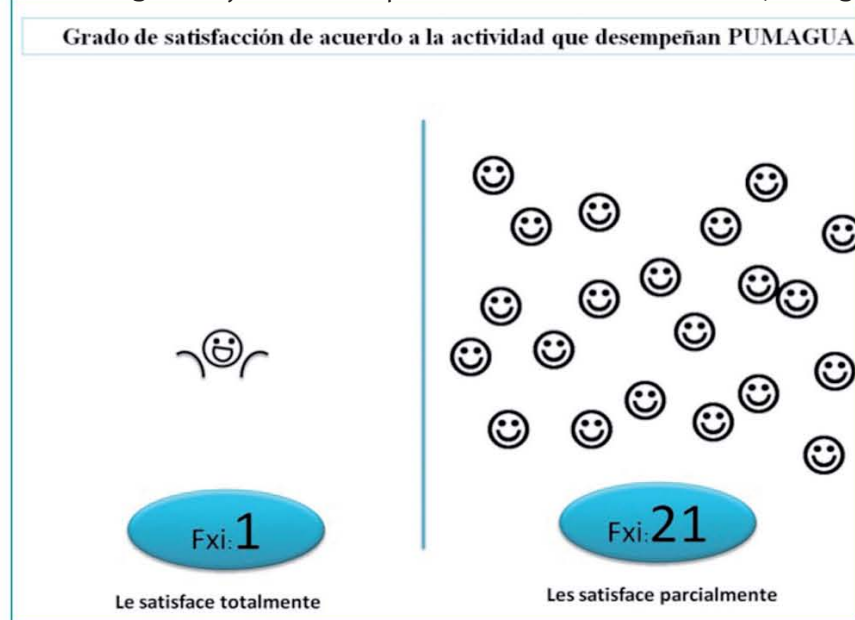 Grado de satisfacción de acuerdo a la actividad que desempeñan PUMAGUA
Fxi:1
Fxi:21
Le satisface totalmente
Les satisface parcialmente